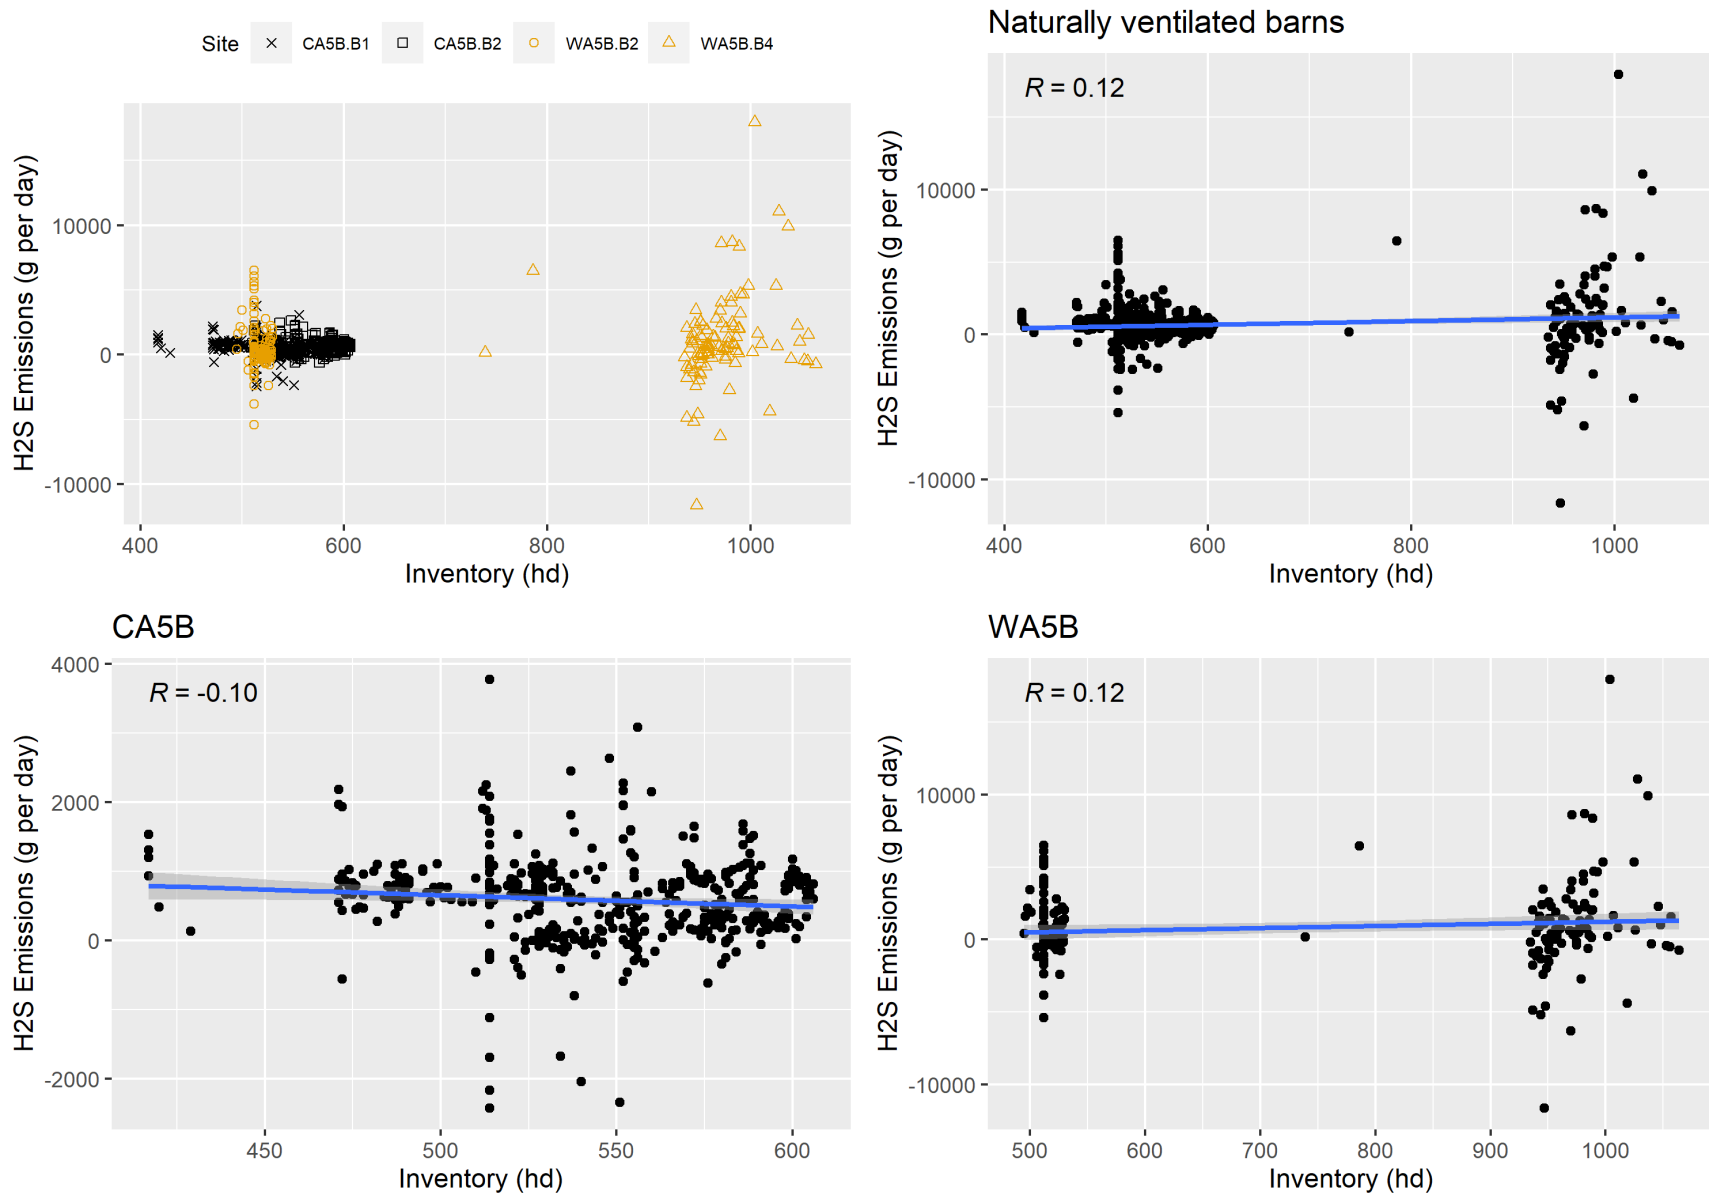 Site CA5B.B1 CA5B.B2 WA5B.B2 WA5B.B4
H2S Emissions (g per day)
10000
0
-10000
400 600 800 1000
Inventory (hd)
Naturally ventilated barns
R = 0.12
H2S Emissions (g per day)
10000
0
-10000
400 600 800 1000
Inventory (hd)
CA5B
R = -0.10
H2S Emissions (g per day)
4000
2000
0
-2000
450 500 550 600
Inventory (hd)
WA5B
R = 0.12
H2S Emissions (g per day)
10000
0
-10000
500 600 700 800 900 1000
Inventory (hd)